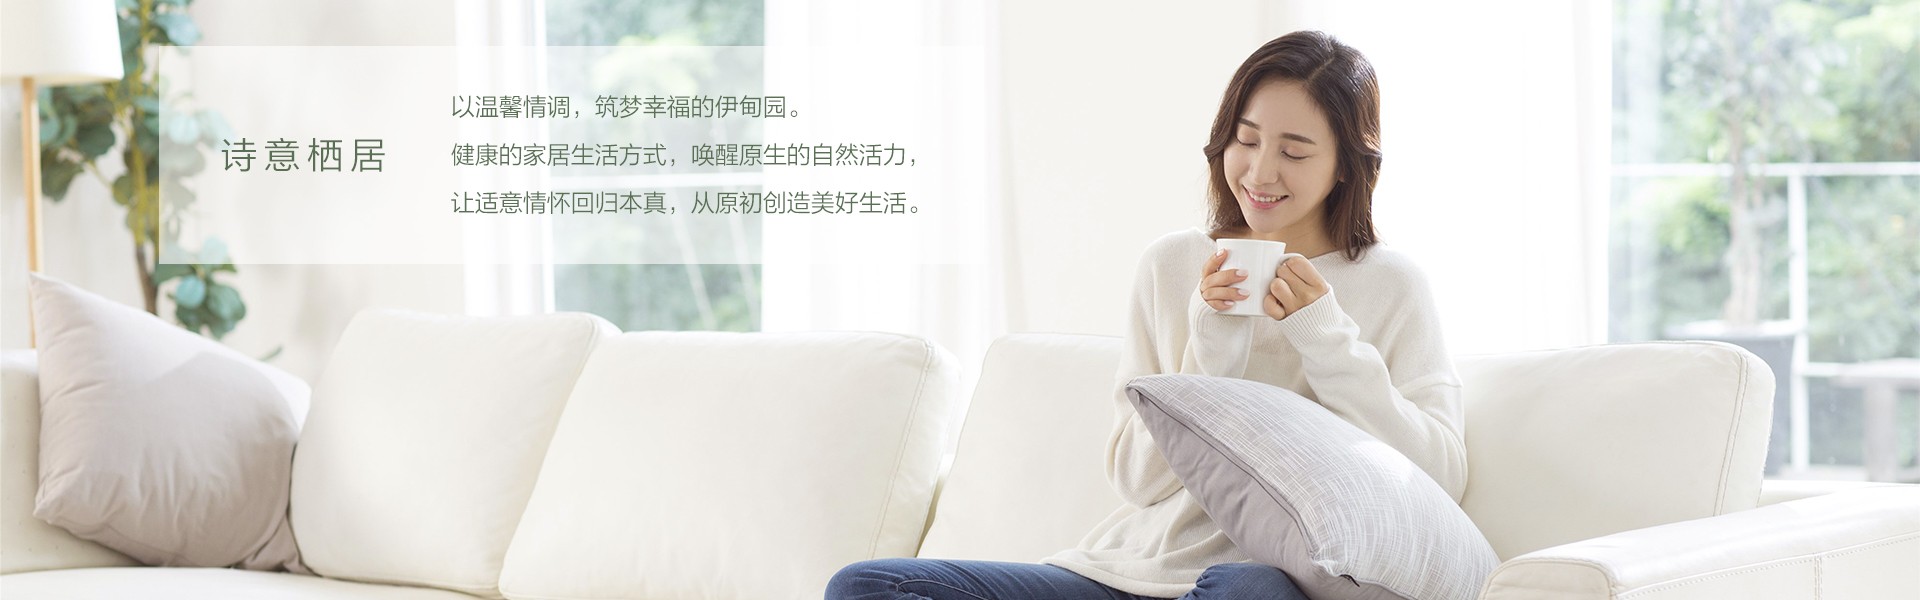 诗意栖居
以温馨情调，筑梦幸福的伊甸园。
健康的家居生活方式，唤醒原生的自然活力，
让适意情怀回归本真，从原初创造美好生活。